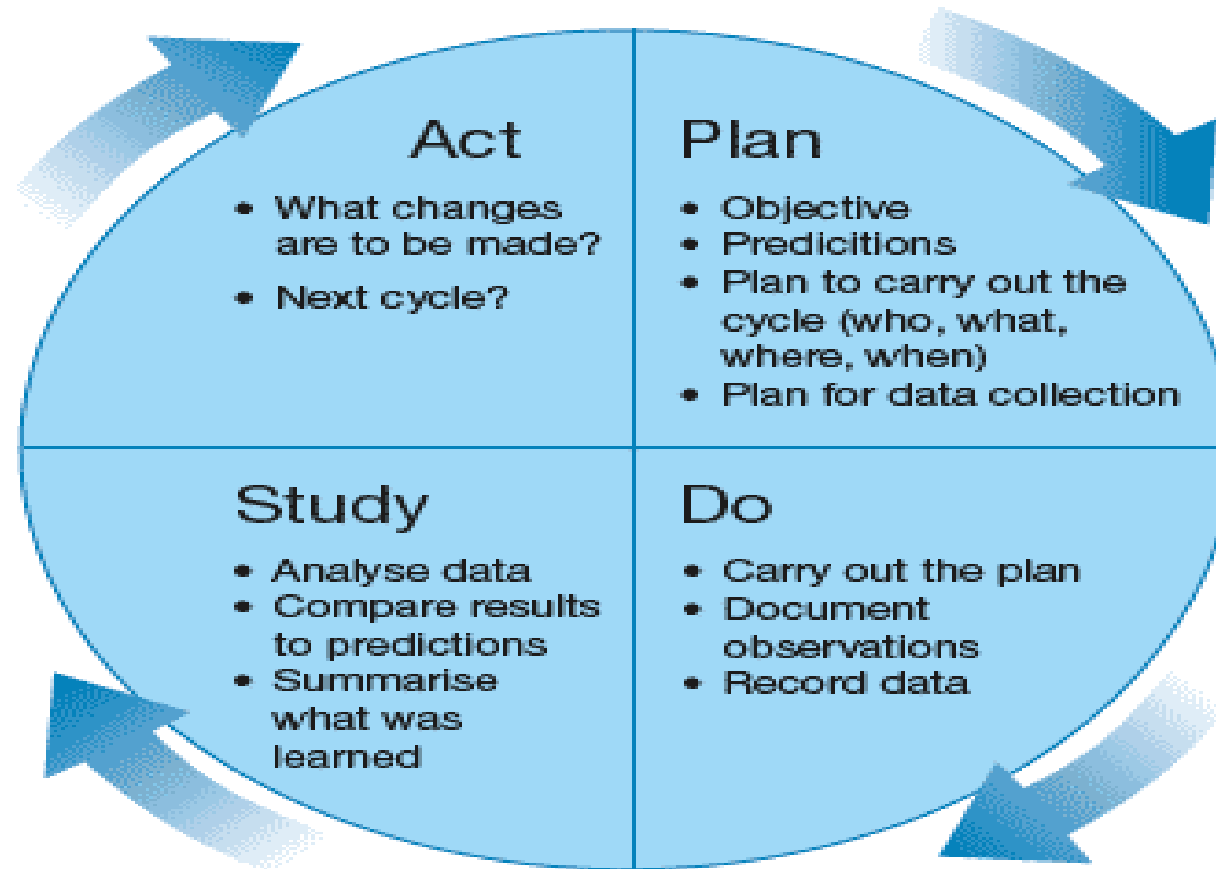 Act
• What changes
are to be made?
• Next cycle?
Plan
• Objective
• Predicitions
• Plan to carry out the
cycle (who, what,
where, when)
• Plan for data collection
Study
• Analyse data
• Compare results
to predictions
• Summarise
what was
learned
Do
• Carry out the plan
• Document
observations
• Record data